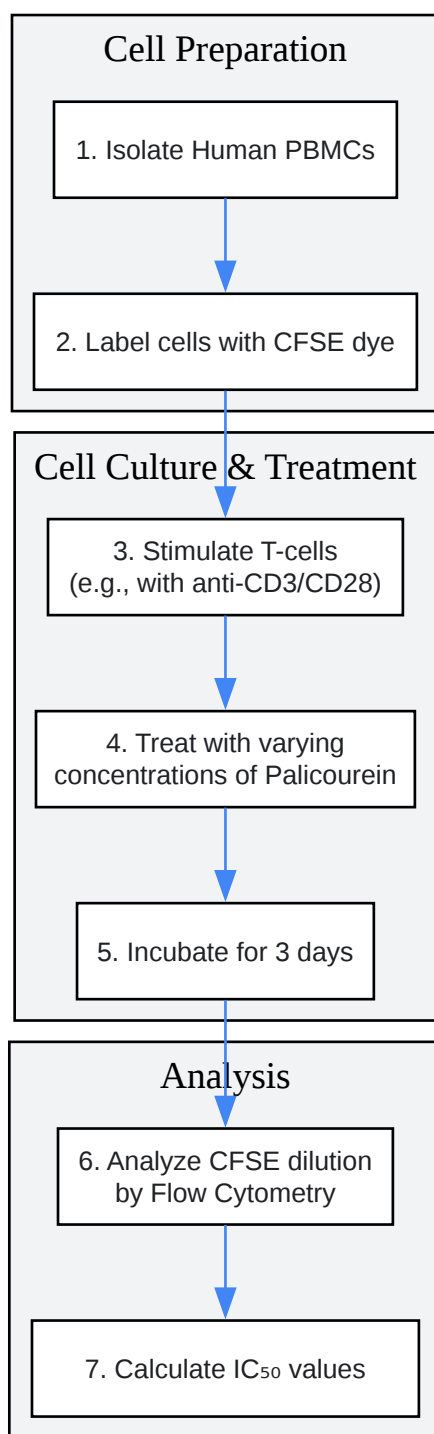 Cell Preparation
1. Isolate Human PBMCs
2. Label cells with CFSE dye
Cell Culture & Treatment
3. Stimulate T-cells
(e.g., with anti-CD3/CD28)
4. Treat with varying
concentrations of Palicourein
5. Incubate for 3 days
Analysis
6. Analyze CFSE dilution
by Flow Cytometry
7. Calculate IC₅₀ values